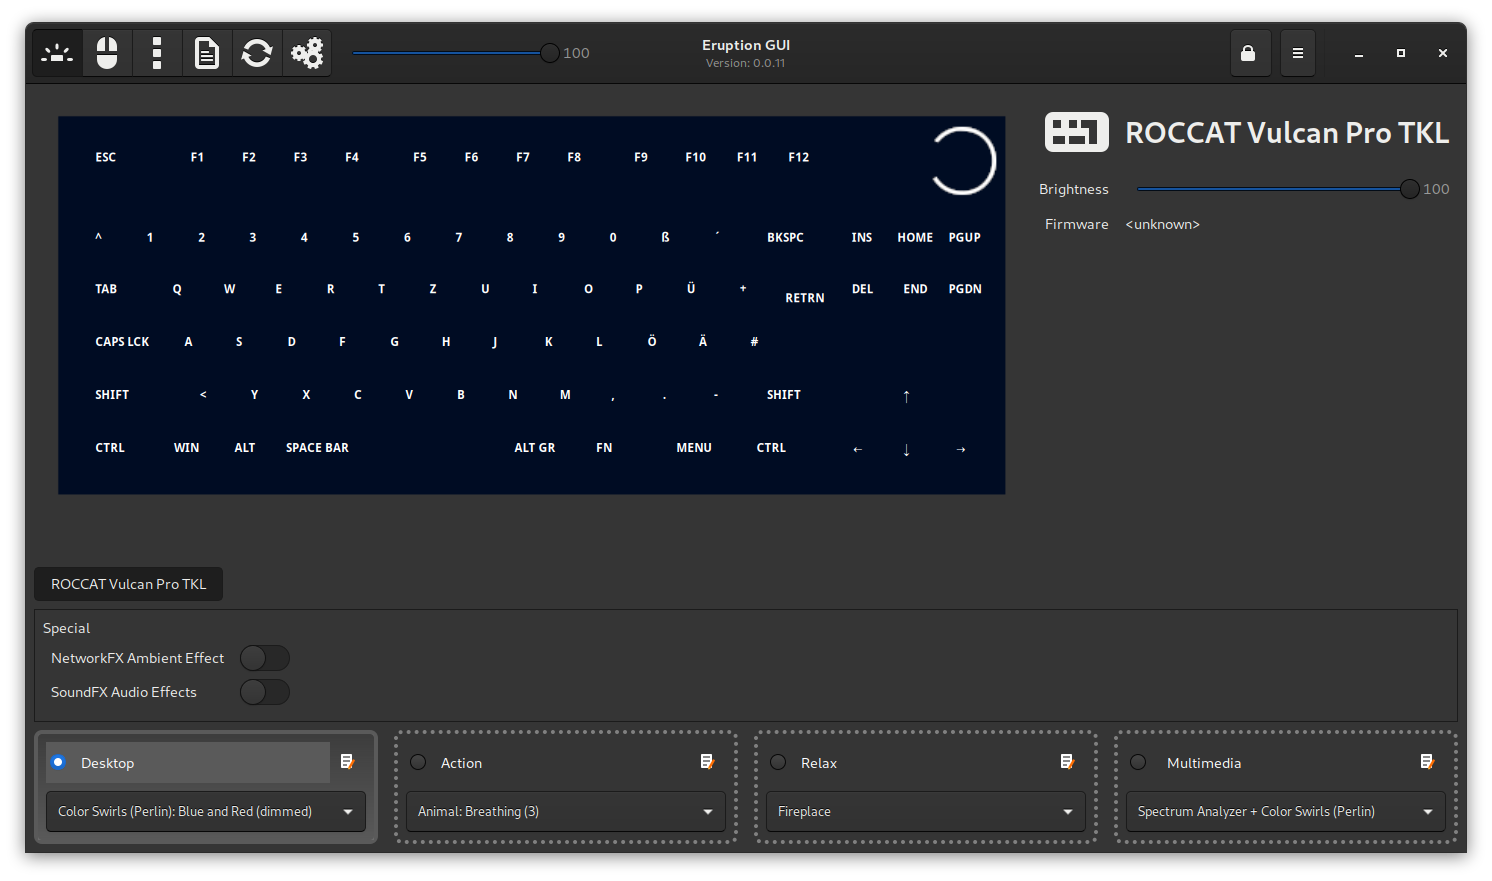 100
Eruption GUI
Version: 0.0.11
ROCCAT Vulcan Pro TKL
Brightness 100
Firmware <unknown>
ESC F1 F2 F3 F4 F5 F6 F7 F8 F9 F10 F11 F12
^ 1 2 3 4 5 6 7 8 9 0 ß ´ BKSPC INS HOME PGUP
TAB Q W E R T Z U I O P Ü + RETRN DEL END PGDN
CAPS LCK A S D F G H J K L Ö Ä #
SHIFT < Y X C V B N M , . - SHIFT ↑
CTRL WIN ALT SPACE BAR ALT GR FN MENU CTRL ← ↓ →
ROCCAT Vulcan Pro TKL
Special
NetworkFX Ambient Effect
SoundFX Audio Effects
Desktop
Color Swirls (Perlin): Blue and Red (dimmed)
Action
Animal: Breathing (3)
Relax
Fireplace
Multimedia
Spectrum Analyzer + Color Swirls (Perlin)